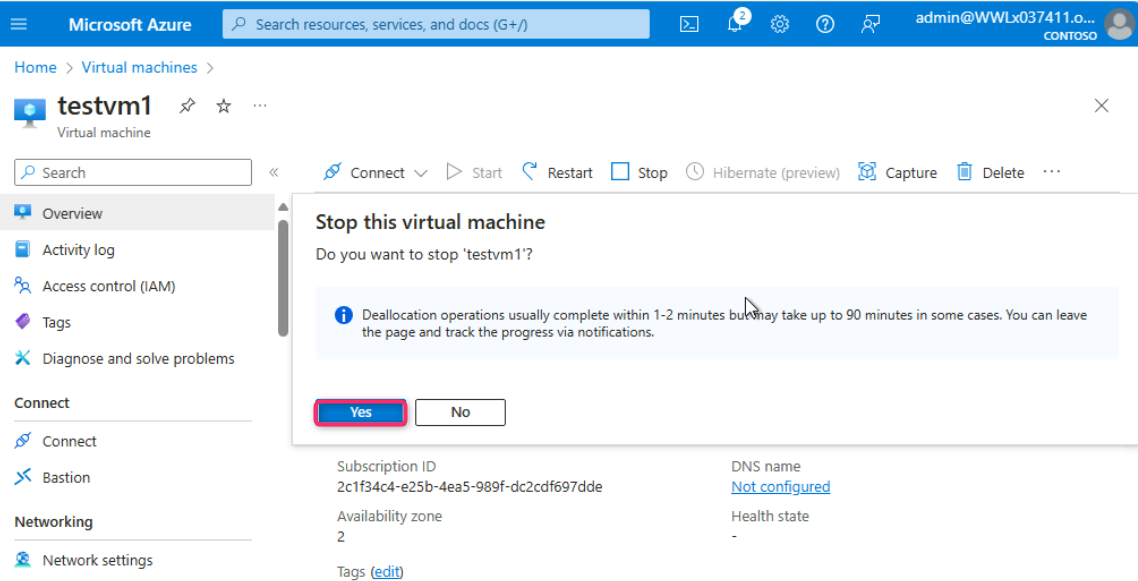 Microsoft Azure
Search resources, services, and docs (G+/)
2
admin@WWLx037411.o...
CONTOSO
Home > Virtual machines >
testvm1
Virtual machine
Search
Connect
Start
Restart
Stop
Hibernate (preview)
Capture
Delete
Overview
Activity log
Access control (IAM)
Tags
Diagnose and solve problems
Connect
Connect
Bastion
Networking
Network settings
Stop this virtual machine
Do you want to stop 'testvm1'?
Deallocation operations usually complete within 1-2 minutes but may take up to 90 minutes in some cases. You can leave
the page and track the progress via notifications.
Yes
No
Subscription ID
2c1f34c4-e25b-4ea5-989f-dc2cdf697dde
Availability zone
2
Tags (edit)
DNS name
Not configured
Health state
-